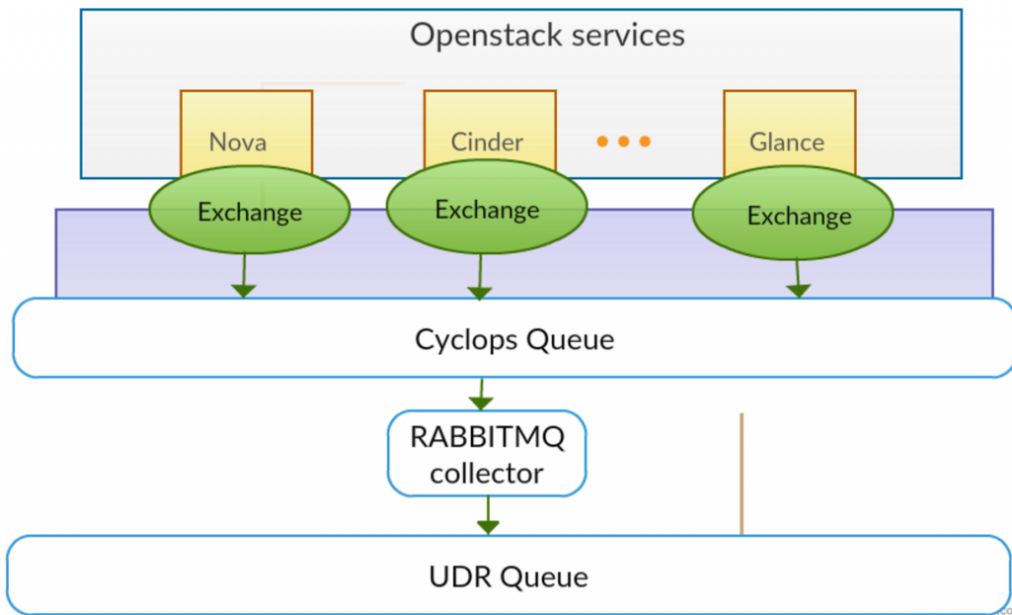 Openstack services
Nova
Cinder
Glance
Exchange
Exchange
Exchange
Cyclops Queue
RABBITMQ
collector
UDR Queue